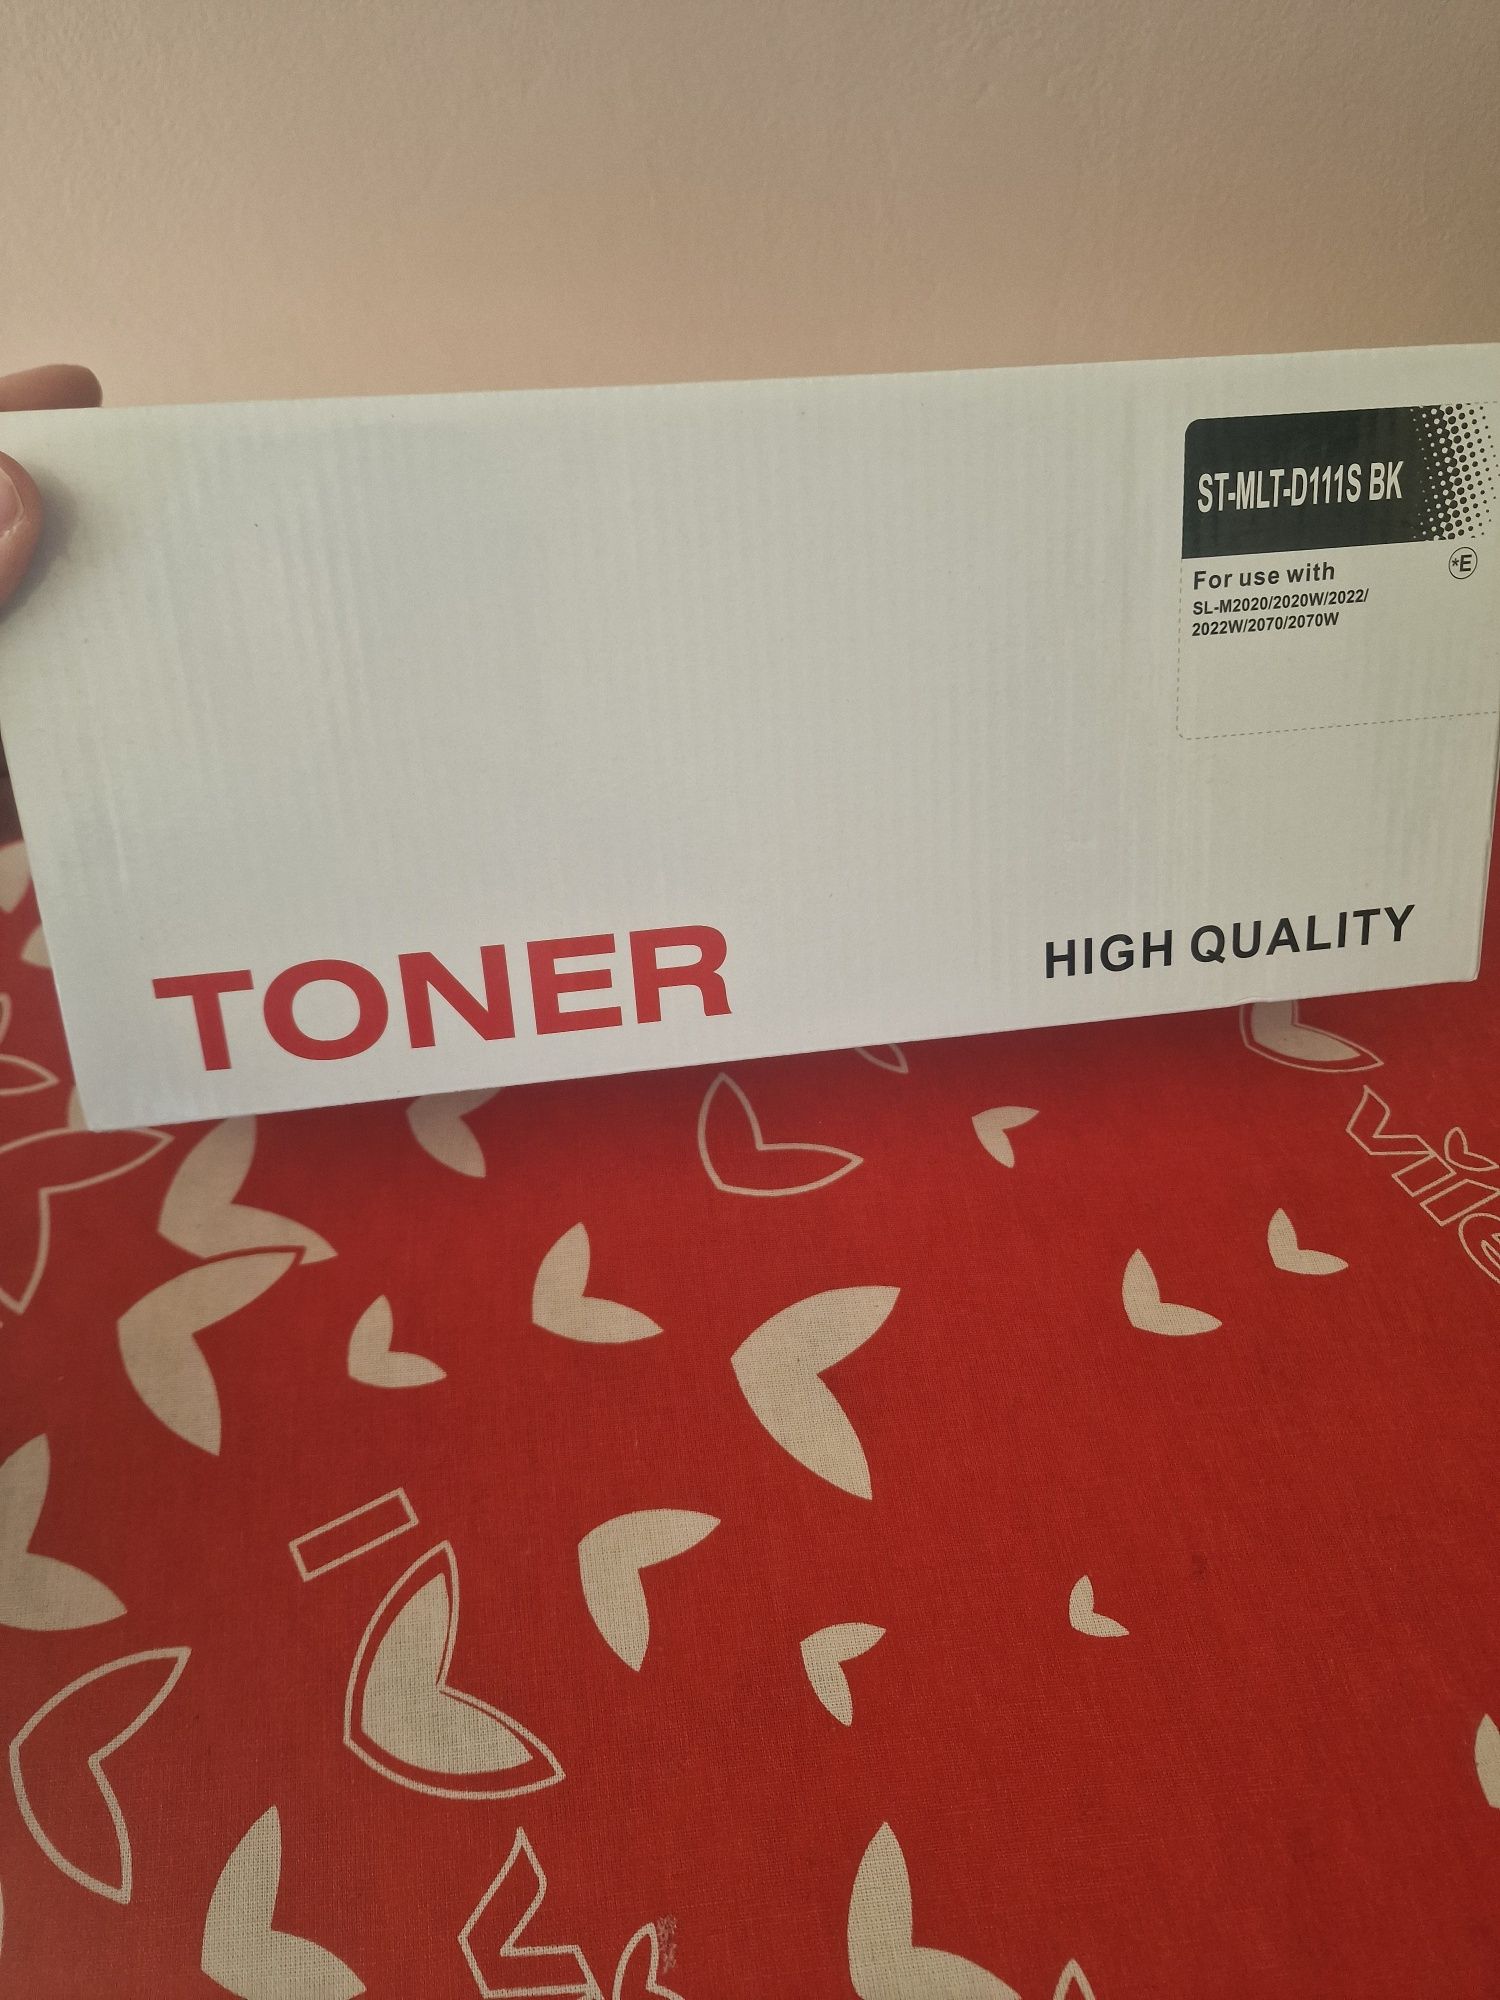 ST-MLT-D111S BK
*E
For use with
SL-M2020/2020W/2022/
2022W/2070/2070W
TONER
HIGH QUALITY